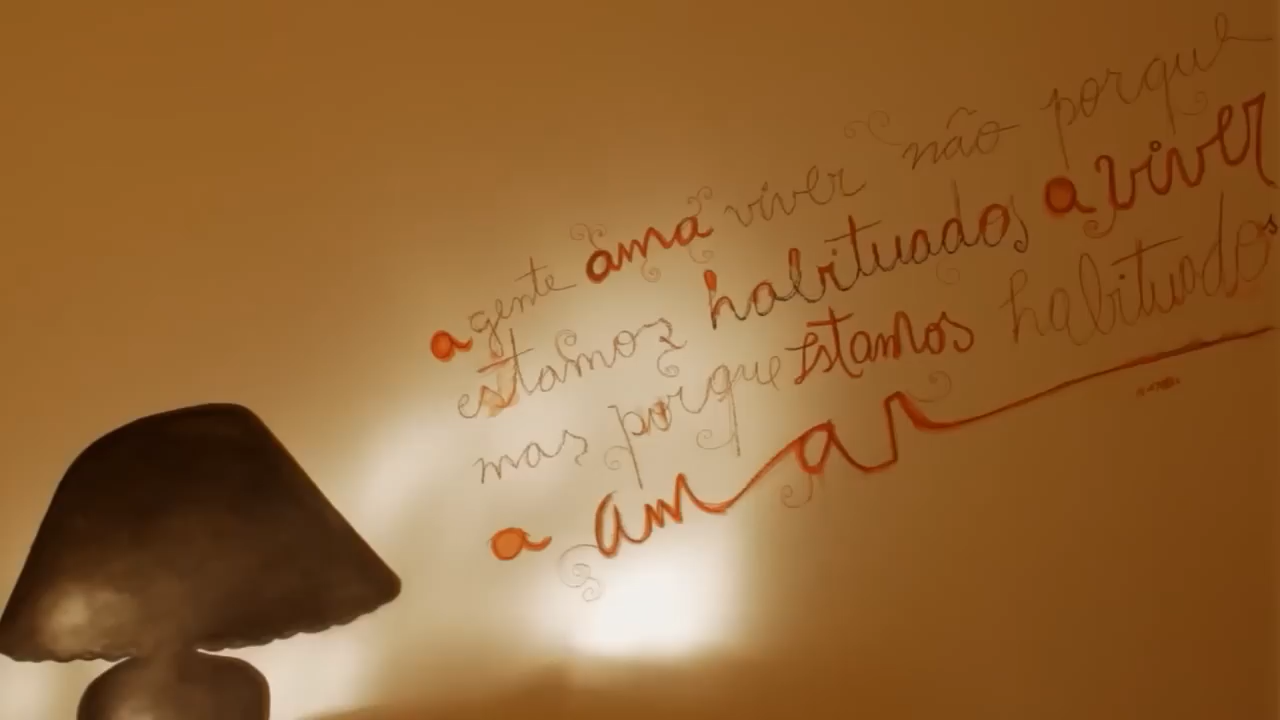 a gente ama viver não porque
estamos habituados a viver
mas porque estamos habituados
a amar